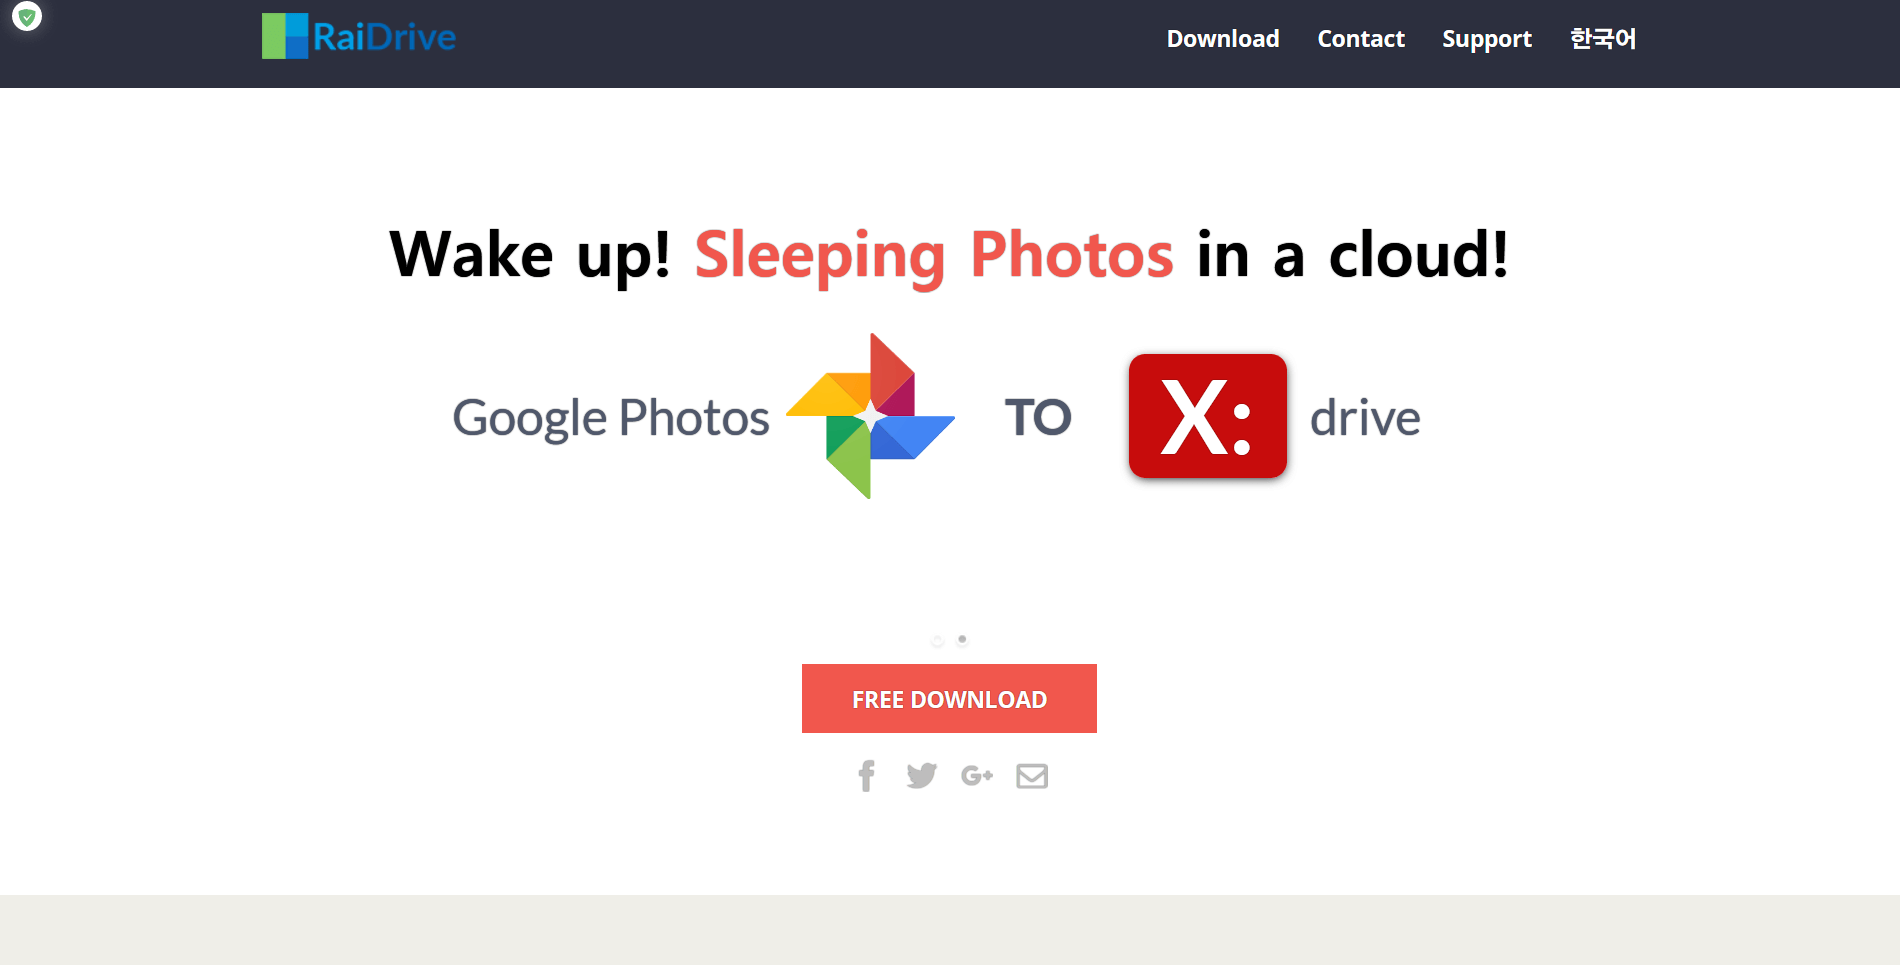 RaiDrive
Download Contact Support 한국어
Wake up! Sleeping Photos in a cloud!
Google Photos TO X: drive
FREE DOWNLOAD
G+